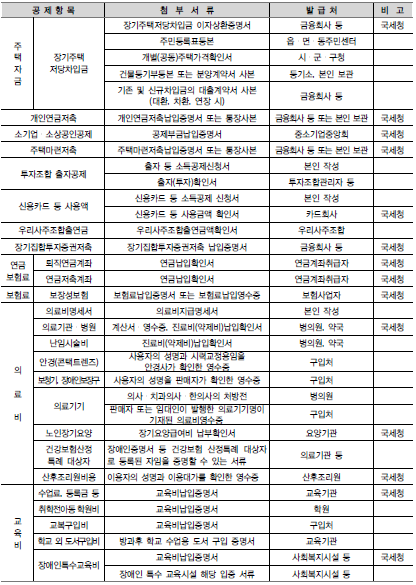 공 제 항 목 첨 부 서 류 발 급 처 비 고
주택자금 장기주택 저당차입금 장기주택저당차입금 이자상환증명서 금융회사 등 국세청
주민등록표등본 읍 면 동주민센터
개별(공동)주택가격확인서 시 군 구청
건물등기부등본 또는 분양계약서 사본 등기소, 본인 보관
기존 및 신규차입금의 대출계약서 사본 금융회사 등
(대환, 차환, 연장 시)
개인연금저축 개인연금저축납입증명서 또는 통장사본 금융회사 등 또는 본인 보관 국세청
소기업 소상공인공제 공제부금납입증명서 중소기업중앙회 국세청
주택마련저축 주택마련저축납입증명서 또는 통장사본 금융회사 등 또는 본인 보관 국세청
투자조합 출자공제 출자 등 소득공제신청서 본인 작성
출자(투자)확인서 투자조합관리자 등
신용카드 등 사용액 신용카드 등 소득공제 신청서 본인 작성
신용카드 등 사용금액 확인서 카드회사 국세청
우리사주조합출연금 우리사주조합출연금액확인서 우리사주조합
장기집합투자증권저축 장기집합투자증권저축 납입증명서 금융회사 등 국세청
연금보험료 퇴직연금계좌 연금납입확인서 연금계좌취급자 국세청
연금저축계좌 연금납입확인서 연금계좌취급자 국세청
보험료 보장성보험 보험료납입증명서 또는 보험료납입영수증 보험사업자 국세청
의료비 의료비명세서 의료비지급명세서 본인 작성
의료기관 병원 계산서 영수증, 진료비(약제비)납입확인서 병의원, 약국 국세청
난임시술비 진료비(약제비)납입확인서 병의원, 약국
안경(콘택트렌즈) 사용자의 성명과 시력교정용임을 구입처
안경사가 확인한 영수증
보청기, 장애인보장구 사용자의 성명을 판매자가 확인한 영수증 구입처
의료기기 의사 치과의사 한의사의 처방전 병의원
판매자 또는 임대인이 발행한 의료기기명이 구입처
기재된 의료비영수증
노인장기요양 장기요양급여비 납부확인서 요양기관 국세청
건강보험산정 특례 대상자 장애인증명서 등 건강보험 산정특례 대상자 의료기관 등
로 등록된 자임을 증명할 수 있는 서류
산후조리원비용 이용자의 성명과 이용대가를 확인한 영수증 산후조리원 국세청
교육비 수업료, 등록금 등 교육비납입증명서 교육기관 국세청
취학전아동 학원비 교육비납입증명서 학원
교복구입비 교육비납입증명서 구입처
학교 외 도서구입비 방과후 학교 수업용 도서 구입 증명서 교육기관
장애인특수교육비 교육비납입증명서 사회복지시설 등 국세청
장애인 특수 교육시설 해당 입증 서류 사회복지시설 등